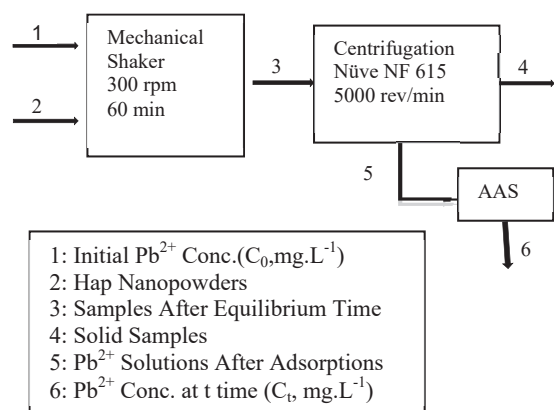 1
Mechanical
Shaker
300 rpm
60 min
2
3
Centrifugation
Nüve NF 615
5000 rev/min
4
5
AAS
6
1: Initial Pb²⁺ Conc.(C₀,mg.L⁻¹)
2: Hap Nanopowders
3: Samples After Equilibrium Time
4: Solid Samples
5: Pb²⁺ Solutions After Adsorptions
6: Pb²⁺ Conc. at t time (Cₜ, mg.L⁻¹)